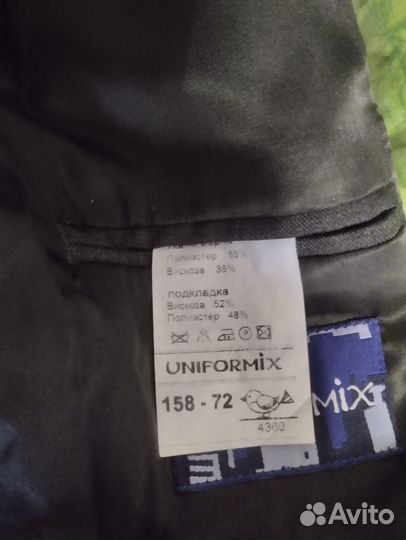 Полиэстер 65%
Вискоза 35%
подкладка
Вискоза 52%
Полиэстер 48%
UNIFORMiX
158 - 72
4360
MiX
Avito